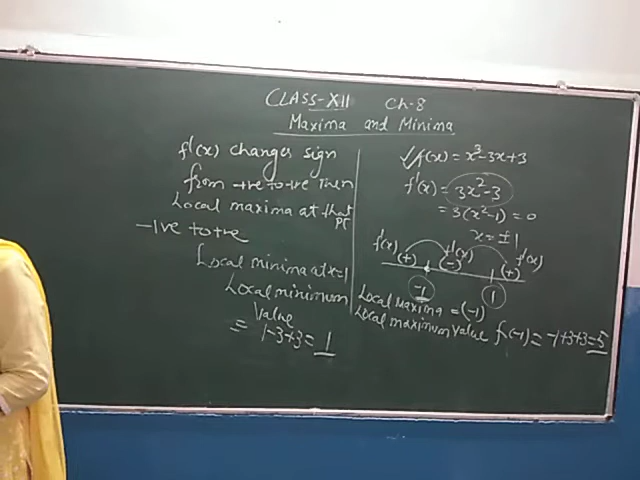 CLASS-XII Ch-8
Maxima and Minima
f'(x) changes sign
from +ve to -ve then
Local maxima at that
pt
-ive to +ve
Local minima at x=1
Local minimum
value
= 1-3+3=1
✓f(x) = x³-3x+3
f'(x) = 3x²-3
= 3(x²-1) = 0
x = ±1
f'(x) f'(x) f'(x)
(+) (-) (+)
-1 1
Local Maxima = (-1)
Local maximum value f(-1) = -1+3+3=5